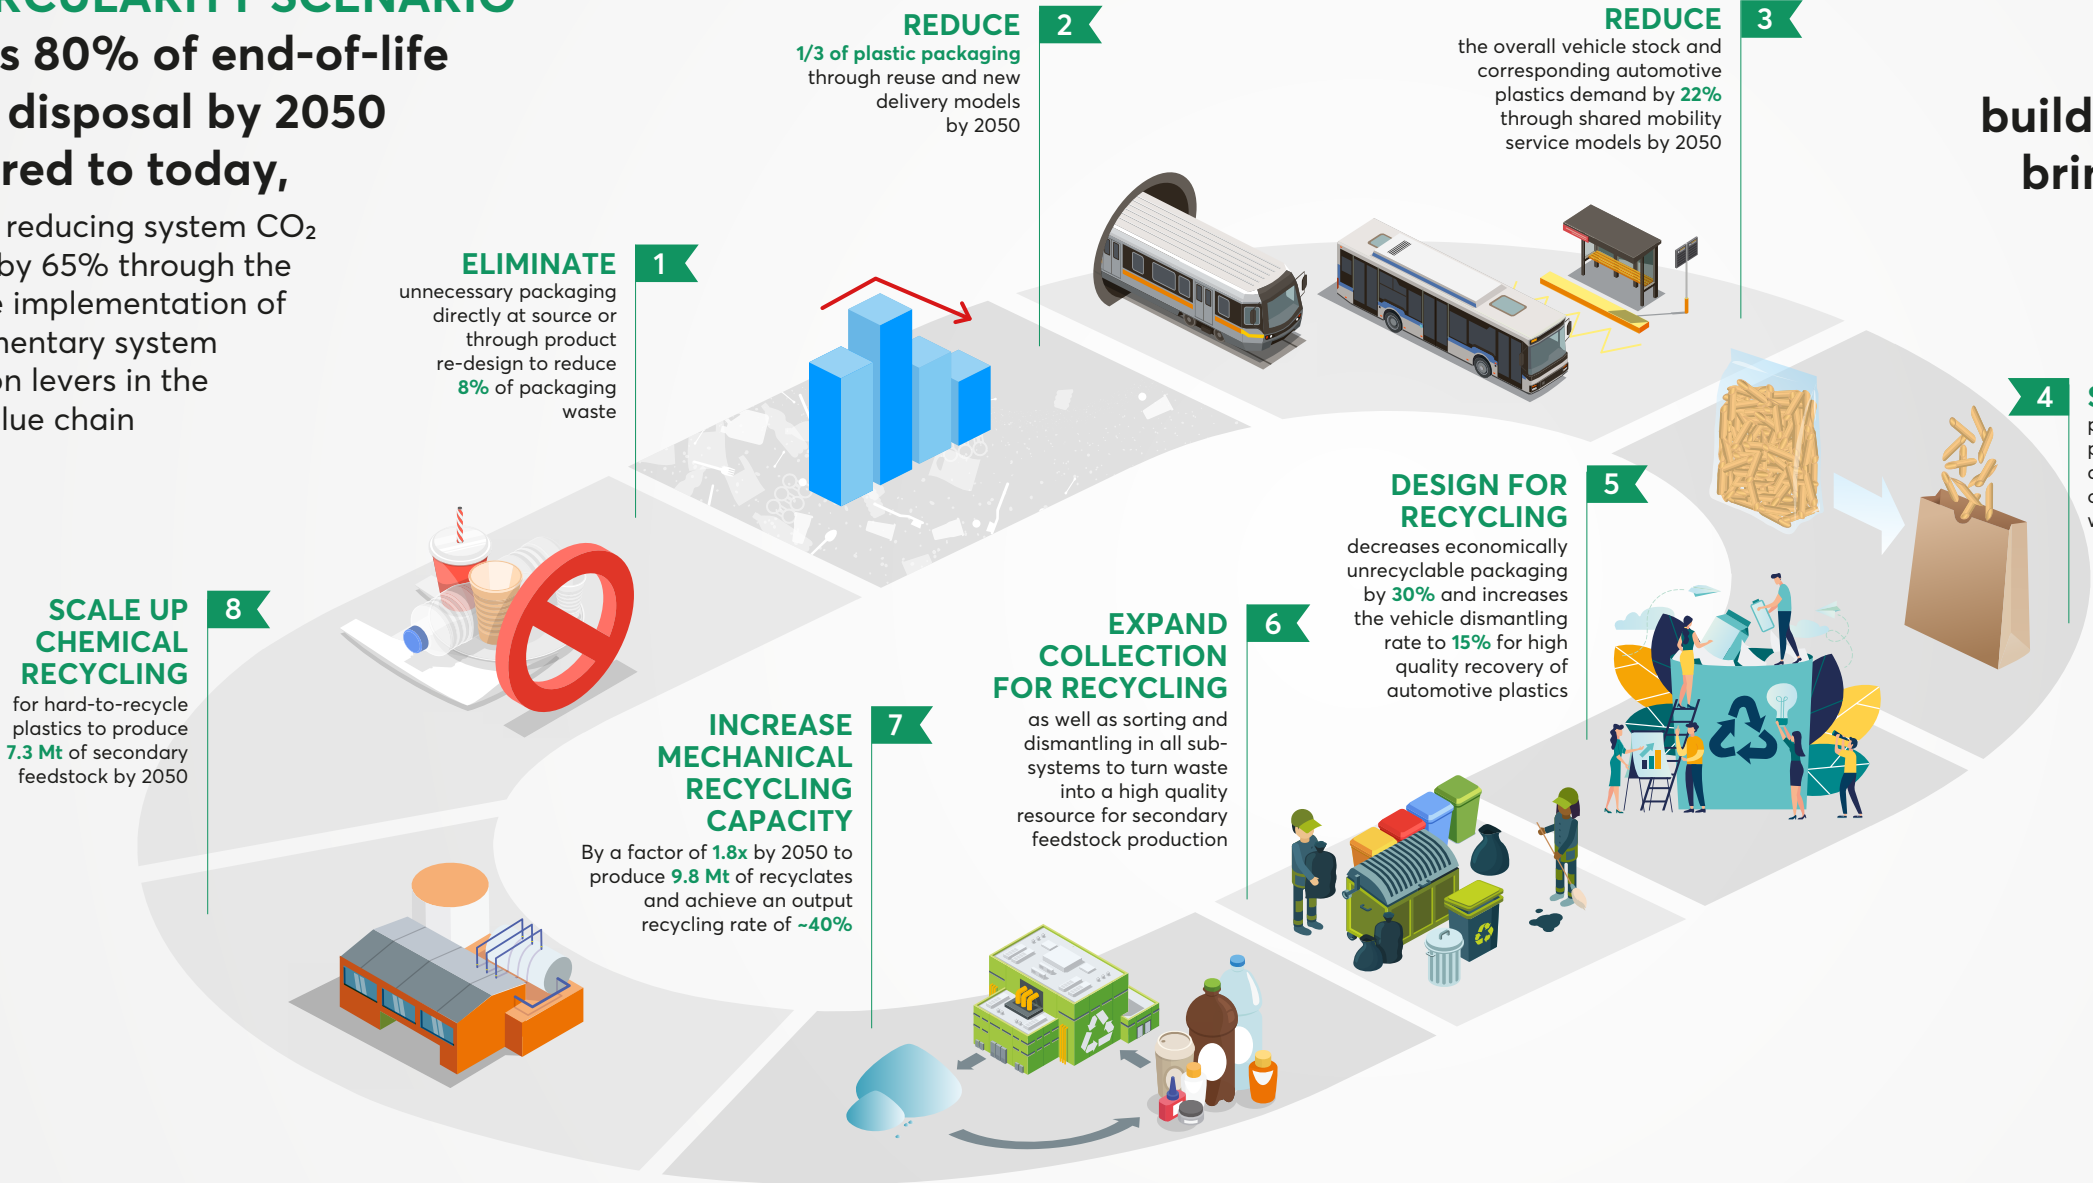 CIRCULARITY SCENARIO
s 80% of end-of-life
disposal by 2050
red to today,
reducing system CO₂
by 65% through the
implementation of
mentary system
on levers in the
lue chain
1
ELIMINATE
unnecessary packaging
directly at source or
through product
re-design to reduce
8% of packaging
waste
2
REDUCE
1/3 of plastic packaging
through reuse and new
delivery models
by 2050
3
REDUCE
the overall vehicle stock and
corresponding automotive
plastics demand by 22%
through shared mobility
service models by 2050
build
brin
4
5
DESIGN FOR
RECYCLING
decreases economically
unrecyclable packaging
by 30% and increases
the vehicle dismantling
rate to 15% for high
quality recovery of
automotive plastics
6
EXPAND
COLLECTION
FOR RECYCLING
as well as sorting and
dismantling in all sub-
systems to turn waste
into a high quality
resource for secondary
feedstock production
7
INCREASE
MECHANICAL
RECYCLING
CAPACITY
By a factor of 1.8x by 2050 to
produce 9.8 Mt of recyclates
and achieve an output
recycling rate of ~40%
8
SCALE UP
CHEMICAL
RECYCLING
for hard-to-recycle
plastics to produce
7.3 Mt of secondary
feedstock by 2050